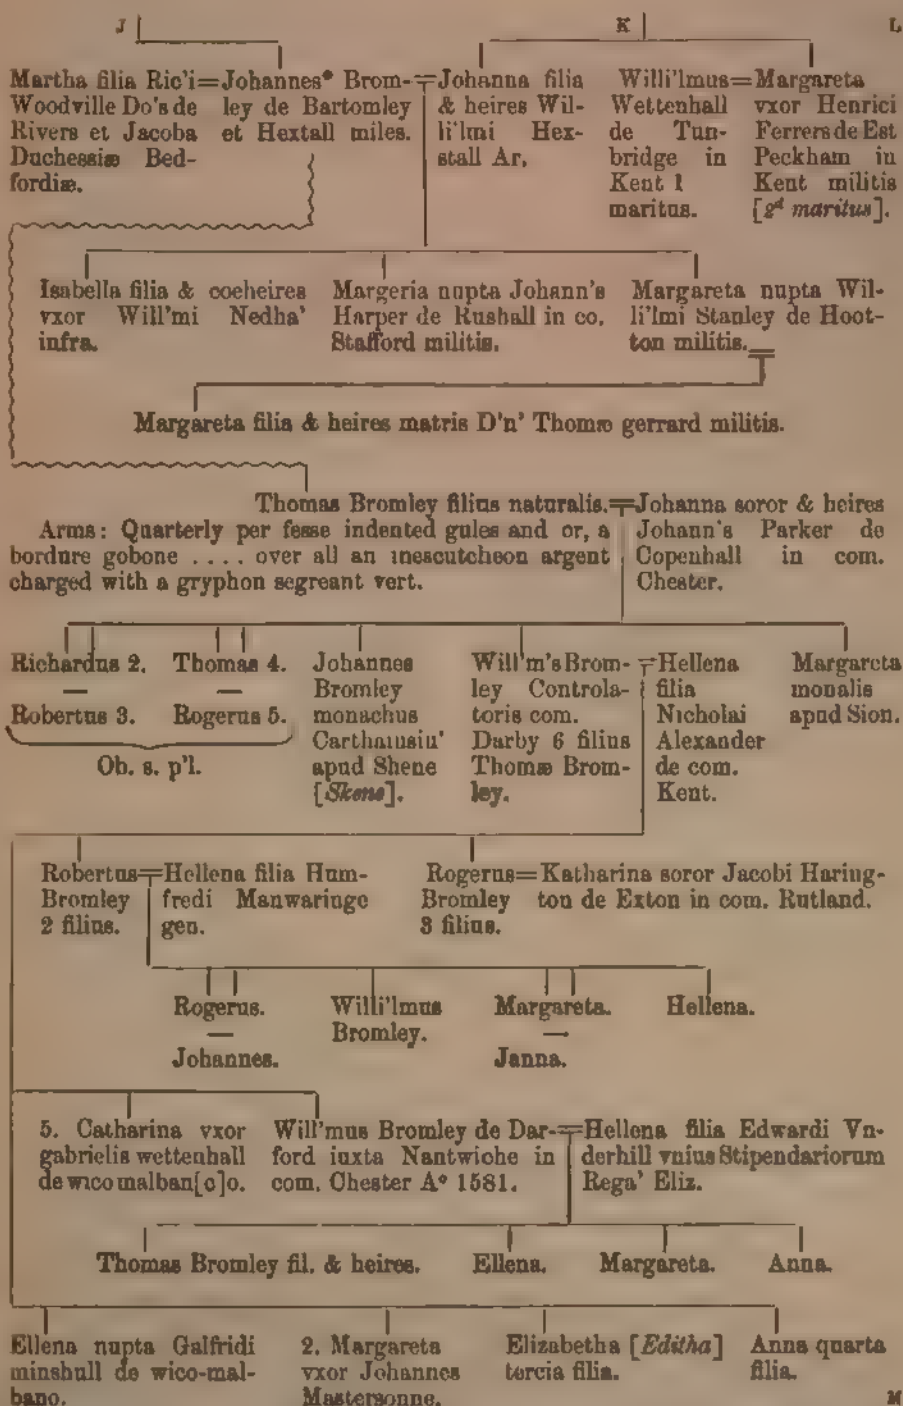 J K L
Martha filia Ric'i=Johannes* Brom-
Woodville Do's de ley de Bartomley
Rivers et Jacoba et Hextall miles.
Duchessiæ Bed-
fordiæ.
Johanna filia
& heires Wil-
li'lmi Hex-
stall Ar.
Willi'lmus=Margareta
Wettenhall vxor Henrici
de Tun- Ferrers de Est
bridge in Peckham in
Kent 1 Kent militis
maritus. [2d maritus].
Isabella filia & coeheires
vxor Will'mi Nedha'
infra.
Margeria nupta Johann's
Harper de Rushall in co.
Stafford militis.
Margareta nupta Wil-
li'lmi Stanley de Hoot-
ton militis.
Margareta filia & heires matris D'n' Thomæ gerrard militis.
Thomas Bromley filius naturalis.=Johanna soror & heires
Johann's Parker de
Copenhall in com.
Chester.
Arms: Quarterly per fesse indented gules and or, a
bordure gobone .... over all an inescutcheon argent
charged with a gryphon segreant vert.
Richardus 2.
—
Robertus 3.
Thomas 4.
—
Rogerus 5.
Ob. s. p'l.
Johannes
Bromley
monachus
Carthausiu'
apud Shene
[Skene].
Will'm's Brom-
ley Controla-
toris com.
Darby 6 filius
Thomæ Brom-
ley.
Hellena
filia
Nicholai
Alexander
de com.
Kent.
Margareta
monalis
apud Sion.
Robertus=Hellena filia Hum-
Bromley fredi Manwaringe
2 filius. gen.
Rogerus=Katharina soror Jacobi Haring-
Bromley ton de Exton in com. Rutland.
3 filius.
Rogerus.
—
Johannes.
Willi'lmus
Bromley.
Margareta.
—
Janna.
Hellena.
5. Catharina vxor
gabrielis wettenhall
de wico malban[c]o.
Will'mus Bromley de Dar-
ford iuxta Nantwiche in
com. Chester Aº 1581.
Hellena filia Edwardi Vn-
derhill vnius Stipendariorum
Rega' Eliz.
Thomas Bromley fil. & heires. Ellena. Margareta. Anna.
Ellena nupta Galfridi
minshull de wico-mal-
bano.
2. Margareta
vxor Johannes
Mastersonne.
Elizabetha [Editha]
tercia filia.
Anna quarta
filia.
M